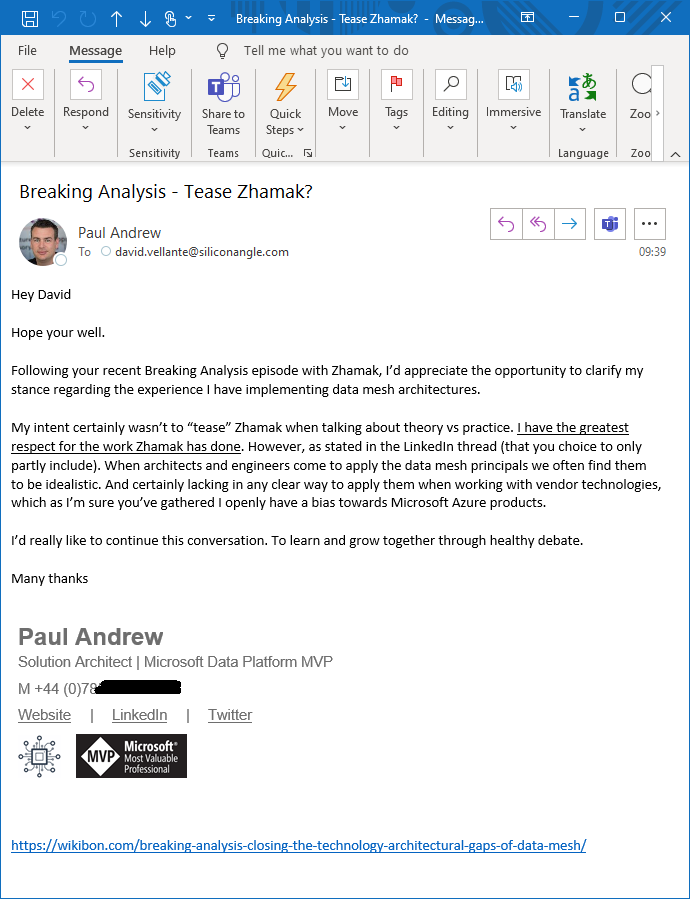 Breaking Analysis - Tease Zhamak? - Messag...
File Message Help Tell me what you want to do
Delete Respond Sensitivity Share to Teams Quick Steps Move Tags Editing Immersive Translate Zoo
Sensitivity Teams Quic... Language Zoo
Breaking Analysis - Tease Zhamak?
Paul Andrew
To david.vellante@siliconangle.com
09:39
Hey David
Hope your well.
Following your recent Breaking Analysis episode with Zhamak, I’d appreciate the opportunity to clarify my
stance regarding the experience I have implementing data mesh architectures.
My intent certainly wasn’t to “tease” Zhamak when talking about theory vs practice. I have the greatest
respect for the work Zhamak has done. However, as stated in the LinkedIn thread (that you choice to only
partly include). When architects and engineers come to apply the data mesh principals we often find them
to be idealistic. And certainly lacking in any clear way to apply them when working with vendor technologies,
which as I’m sure you’ve gathered I openly have a bias towards Microsoft Azure products.
I’d really like to continue this conversation. To learn and grow together through healthy debate.
Many thanks
Paul Andrew
Solution Architect | Microsoft Data Platform MVP
M +44 (0)78
Website | LinkedIn | Twitter
MVP Microsoft®
Most Valuable
Professional
https://wikibon.com/breaking-analysis-closing-the-technology-architectural-gaps-of-data-mesh/